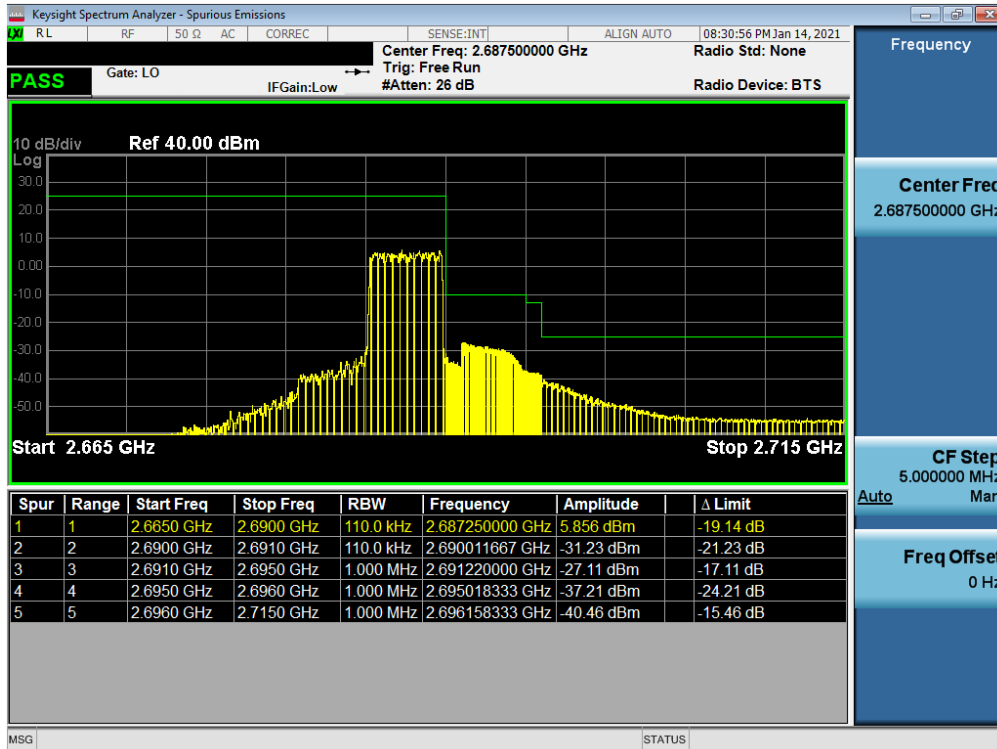 Keysight Spectrum Analyzer - Spurious Emissions
LXI RL RF 50 Ω AC CORREC SENSE:INT ALIGN AUTO 08:30:56 PM Jan 14, 2021
Center Freq: 2.687500000 GHz Radio Std: None
PASS Gate: LO Trig: Free Run
IFGain:Low #Atten: 26 dB Radio Device: BTS
10 dB/div Ref 40.00 dBm
Log
30.0
20.0
10.0
0.00
-10.0
-20.0
-30.0
-40.0
-50.0
Start 2.665 GHz Stop 2.715 GHz
Spur Range Start Freq Stop Freq RBW Frequency Amplitude Δ Limit
1 1 2.6650 GHz 2.6900 GHz 110.0 kHz 2.687250000 GHz 5.856 dBm -19.14 dB
2 2 2.6900 GHz 2.6910 GHz 110.0 kHz 2.690011667 GHz -31.23 dBm -21.23 dB
3 3 2.6910 GHz 2.6950 GHz 1.000 MHz 2.691220000 GHz -27.11 dBm -17.11 dB
4 4 2.6950 GHz 2.6960 GHz 1.000 MHz 2.695018333 GHz -37.21 dBm -24.21 dB
5 5 2.6960 GHz 2.7150 GHz 1.000 MHz 2.696158333 GHz -40.46 dBm -15.46 dB
MSG STATUS
Frequency
Center Freq
2.687500000 GHz
CF Step
5.000000 MHz
Auto Man
Freq Offset
0 Hz